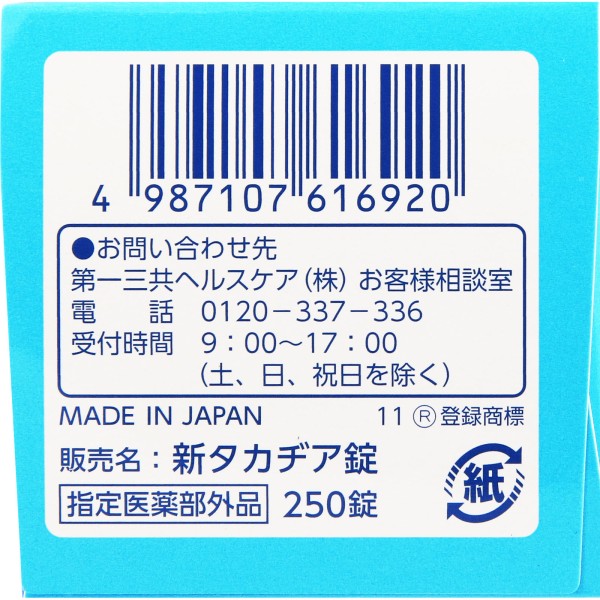 4 987107 616920
●お問い合わせ先
第一三共ヘルスケア(株) お客様相談室
電　話　0120-337-336
受付時間　9：00〜17：00
(土、日、祝日を除く)
MADE IN JAPAN　11 Ⓡ登録商標
販売名：新タカヂア錠
指定医薬部外品　250錠
紙